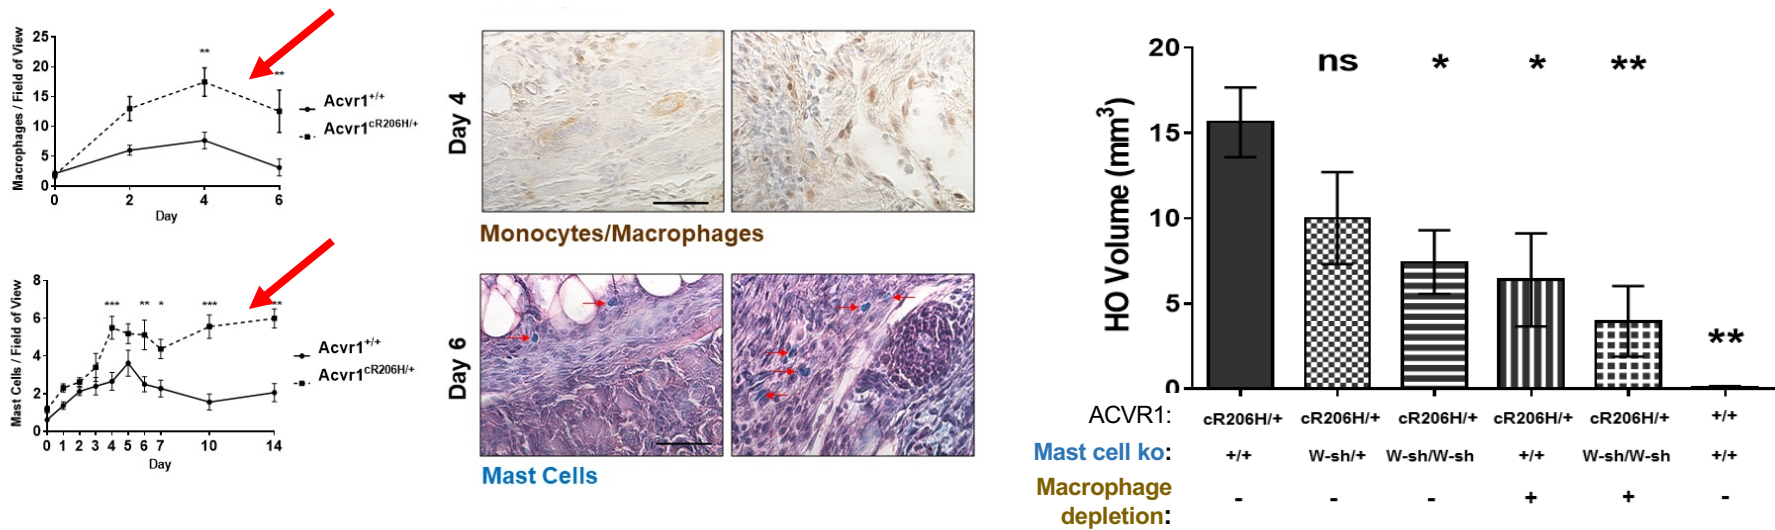 25
20
15
10
5
0
Macrophages / Field of View
**
**
0 2 4 6
Day
Acvr1+/+
AcvR1cR206H/+
8
6
4
2
0
Mast Cells / Field of View
*** ** * *** **
0 1 2 3 4 5 6 7 10 14
Day
Acvr1+/+
Acvr1cR206H/+
Day 4
Monocytes/Macrophages
Day 6
Mast Cells
20
15
10
5
0
HO Volume (mm3)
ns * * ** **
ACVR1: cR206H/+ cR206H/+ cR206H/+ cR206H/+ cR206H/+ +/+
Mast cell ko: +/+ W-sh/+ W-sh/W-sh +/+ W-sh/W-sh +/+
Macrophage
depletion: - - - + + -